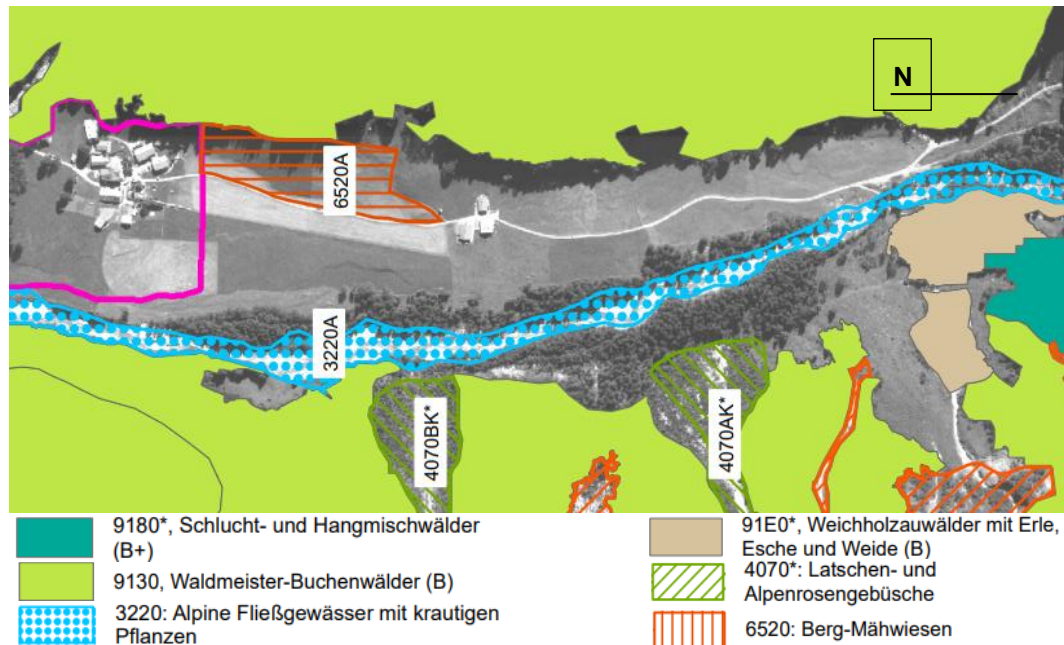 N
6520A
3220A
4070BK*
4070AK*
9180*, Schlucht- und Hangmischwälder
(B+)
9130, Waldmeister-Buchenwälder (B)
3220: Alpine Fließgewässer mit krautigen
Pflanzen
91E0*, Weichholzauwälder mit Erle,
Esche und Weide (B)
4070*: Latschen- und
Alpenrosengebüsche
6520: Berg-Mähwiesen